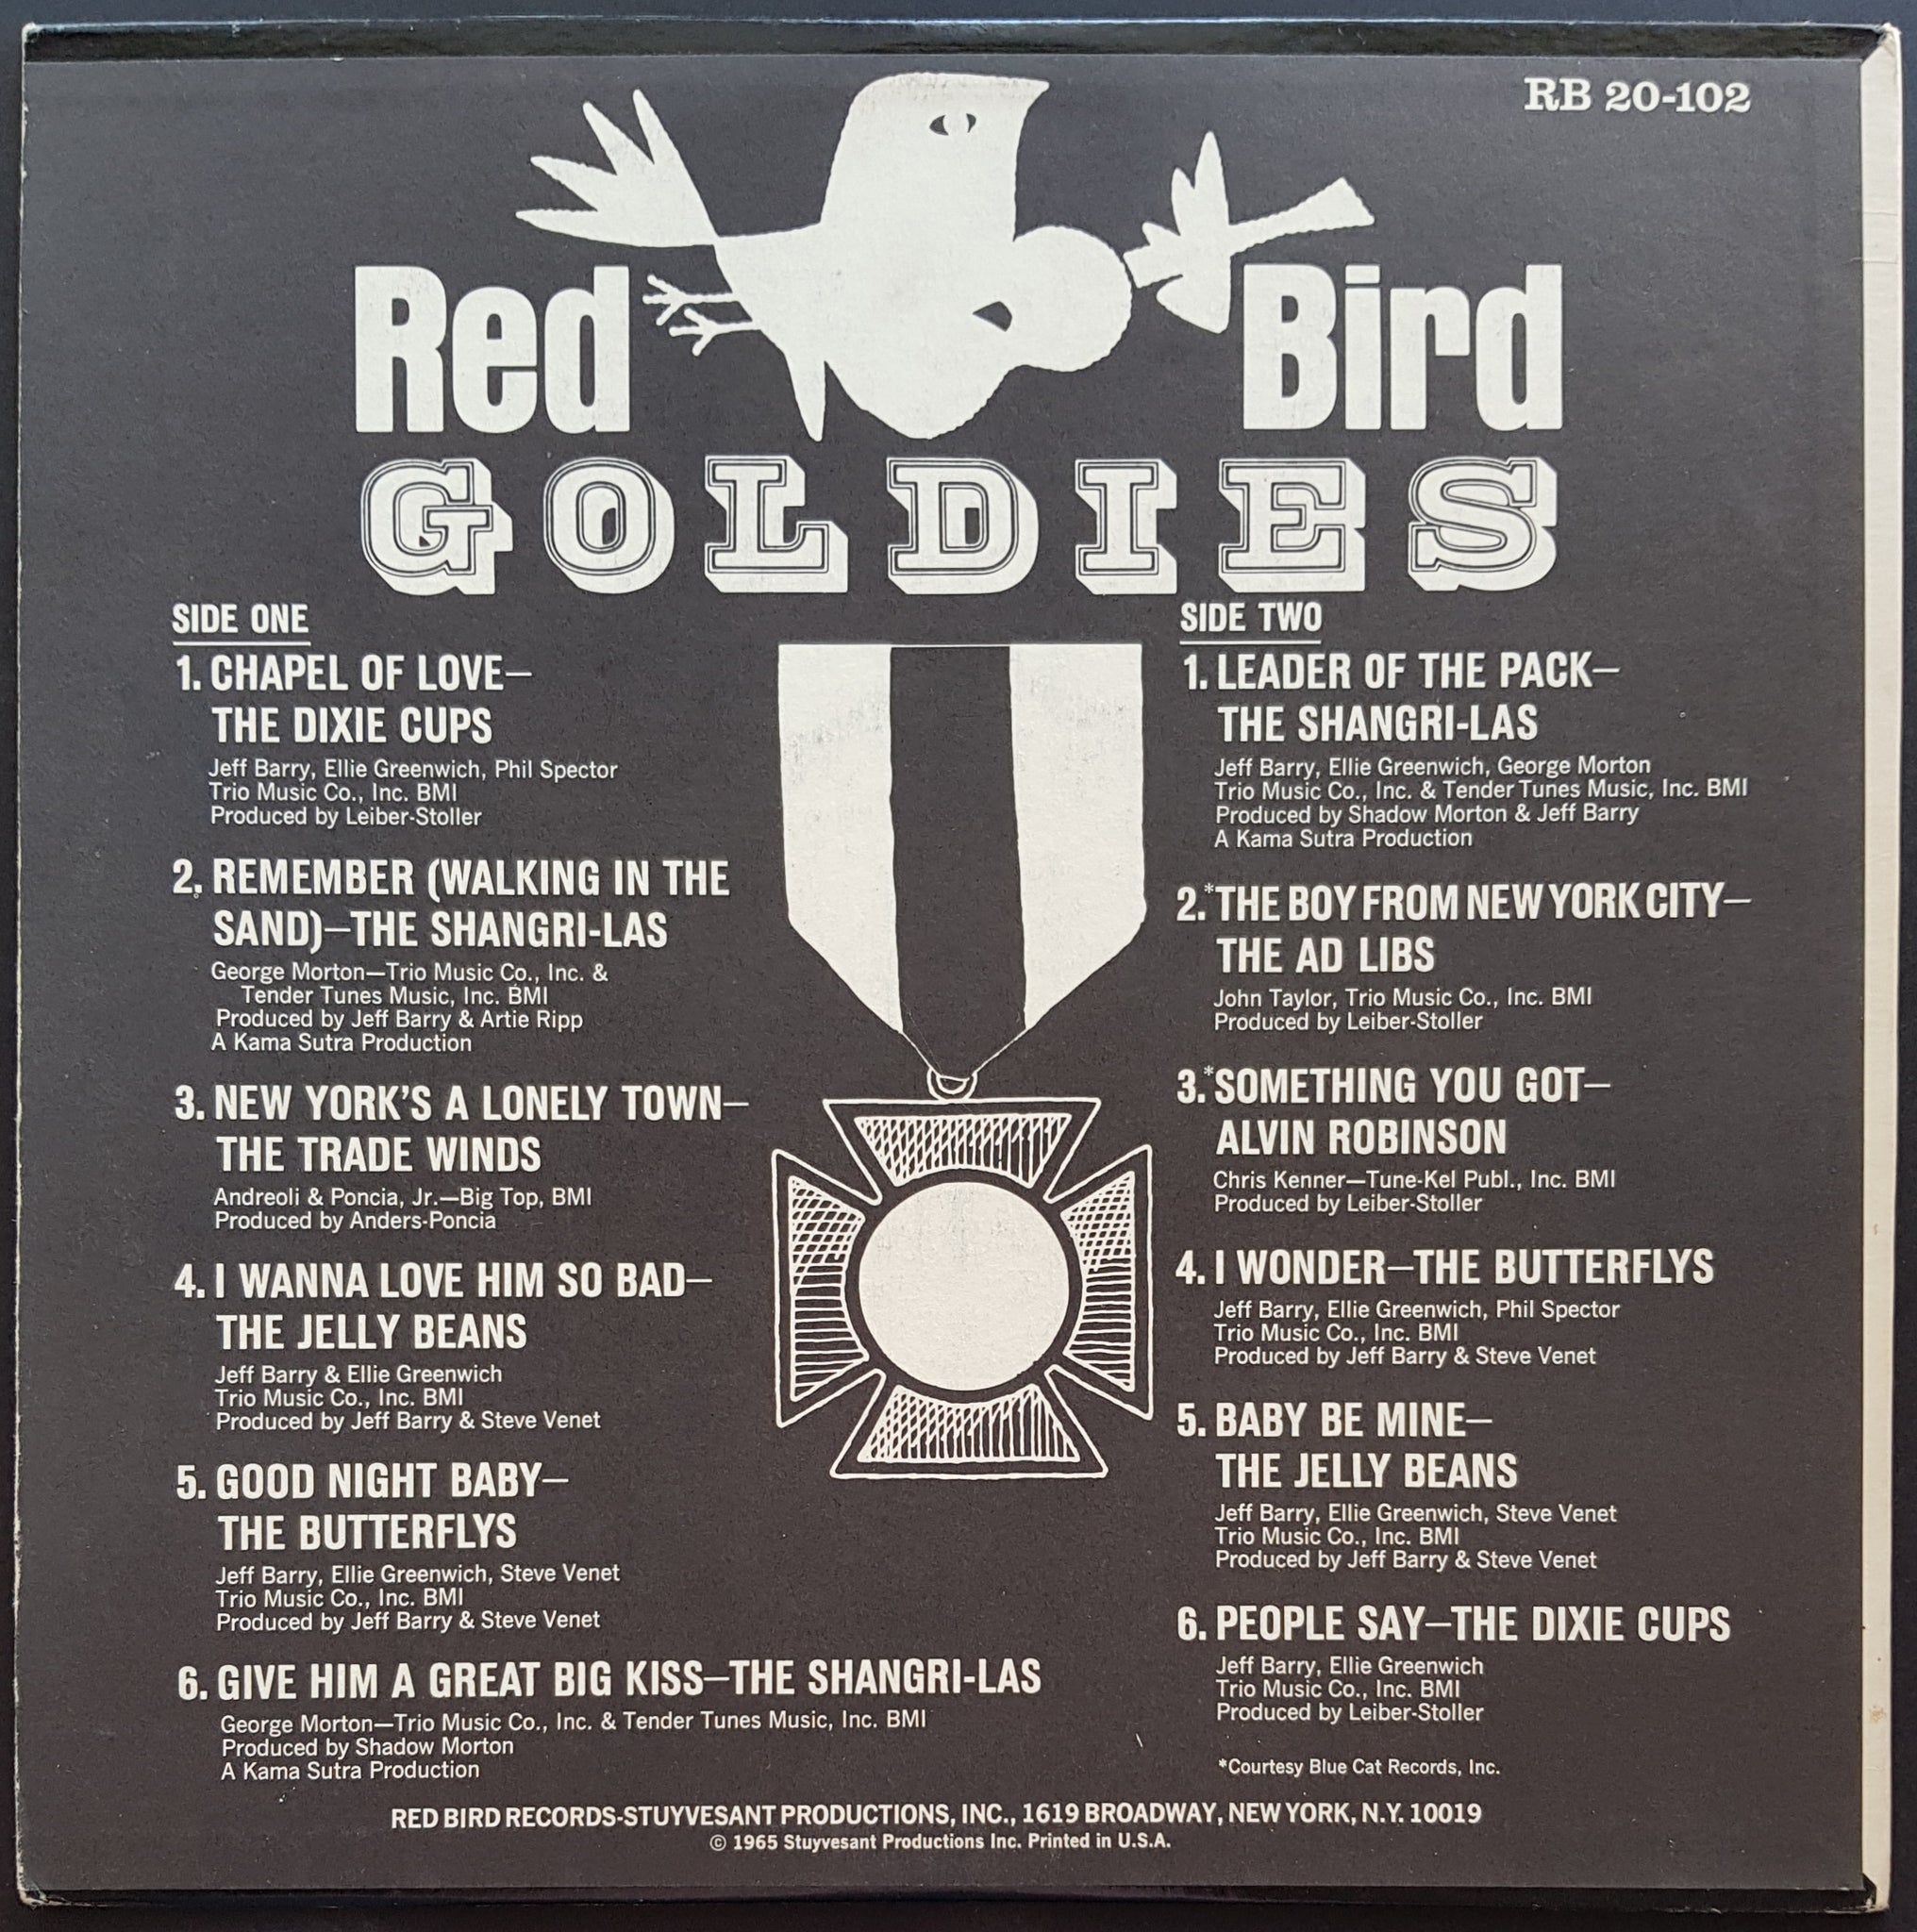 RB 20-102
Red Bird
GOLDIES
SIDE ONE
1. CHAPEL OF LOVE—
THE DIXIE CUPS
Jeff Barry, Ellie Greenwich, Phil Spector
Trio Music Co., Inc. BMI
Produced by Leiber-Stoller
2. REMEMBER (WALKING IN THE
SAND)—THE SHANGRI-LAS
George Morton—Trio Music Co., Inc. &
Tender Tunes Music, Inc. BMI
Produced by Jeff Barry & Artie Ripp
A Kama Sutra Production
3. NEW YORK'S A LONELY TOWN—
THE TRADE WINDS
Andreoli & Poncia, Jr.—Big Top, BMI
Produced by Anders-Poncia
4. I WANNA LOVE HIM SO BAD—
THE JELLY BEANS
Jeff Barry & Ellie Greenwich
Trio Music Co., Inc. BMI
Produced by Jeff Barry & Steve Venet
5. GOOD NIGHT BABY—
THE BUTTERFLYS
Jeff Barry, Ellie Greenwich, Steve Venet
Trio Music Co., Inc. BMI
Produced by Jeff Barry & Steve Venet
6. GIVE HIM A GREAT BIG KISS—THE SHANGRI-LAS
George Morton—Trio Music Co., Inc. & Tender Tunes Music, Inc. BMI
Produced by Shadow Morton
A Kama Sutra Production
SIDE TWO
1. LEADER OF THE PACK—
THE SHANGRI-LAS
Jeff Barry, Ellie Greenwich, George Morton
Trio Music Co., Inc. & Tender Tunes Music, Inc. BMI
Produced by Shadow Morton & Jeff Barry
A Kama Sutra Production
2.*THE BOY FROM NEW YORK CITY—
THE AD LIBS
John Taylor, Trio Music Co., Inc. BMI
Produced by Leiber-Stoller
3.*SOMETHING YOU GOT—
ALVIN ROBINSON
Chris Kenner—Tune-Kel Publ., Inc. BMI
Produced by Leiber-Stoller
4. I WONDER—THE BUTTERFLYS
Jeff Barry, Ellie Greenwich, Phil Spector
Trio Music Co., Inc. BMI
Produced by Jeff Barry & Steve Venet
5. BABY BE MINE—
THE JELLY BEANS
Jeff Barry, Ellie Greenwich, Steve Venet
Trio Music Co., Inc. BMI
Produced by Jeff Barry & Steve Venet
6. PEOPLE SAY—THE DIXIE CUPS
Jeff Barry, Ellie Greenwich
Trio Music Co., Inc. BMI
Produced by Leiber-Stoller
*Courtesy Blue Cat Records, Inc.
RED BIRD RECORDS-STUYVESANT PRODUCTIONS, INC., 1619 BROADWAY, NEW YORK, N.Y. 10019
© 1965 Stuyvesant Productions Inc. Printed in U.S.A.